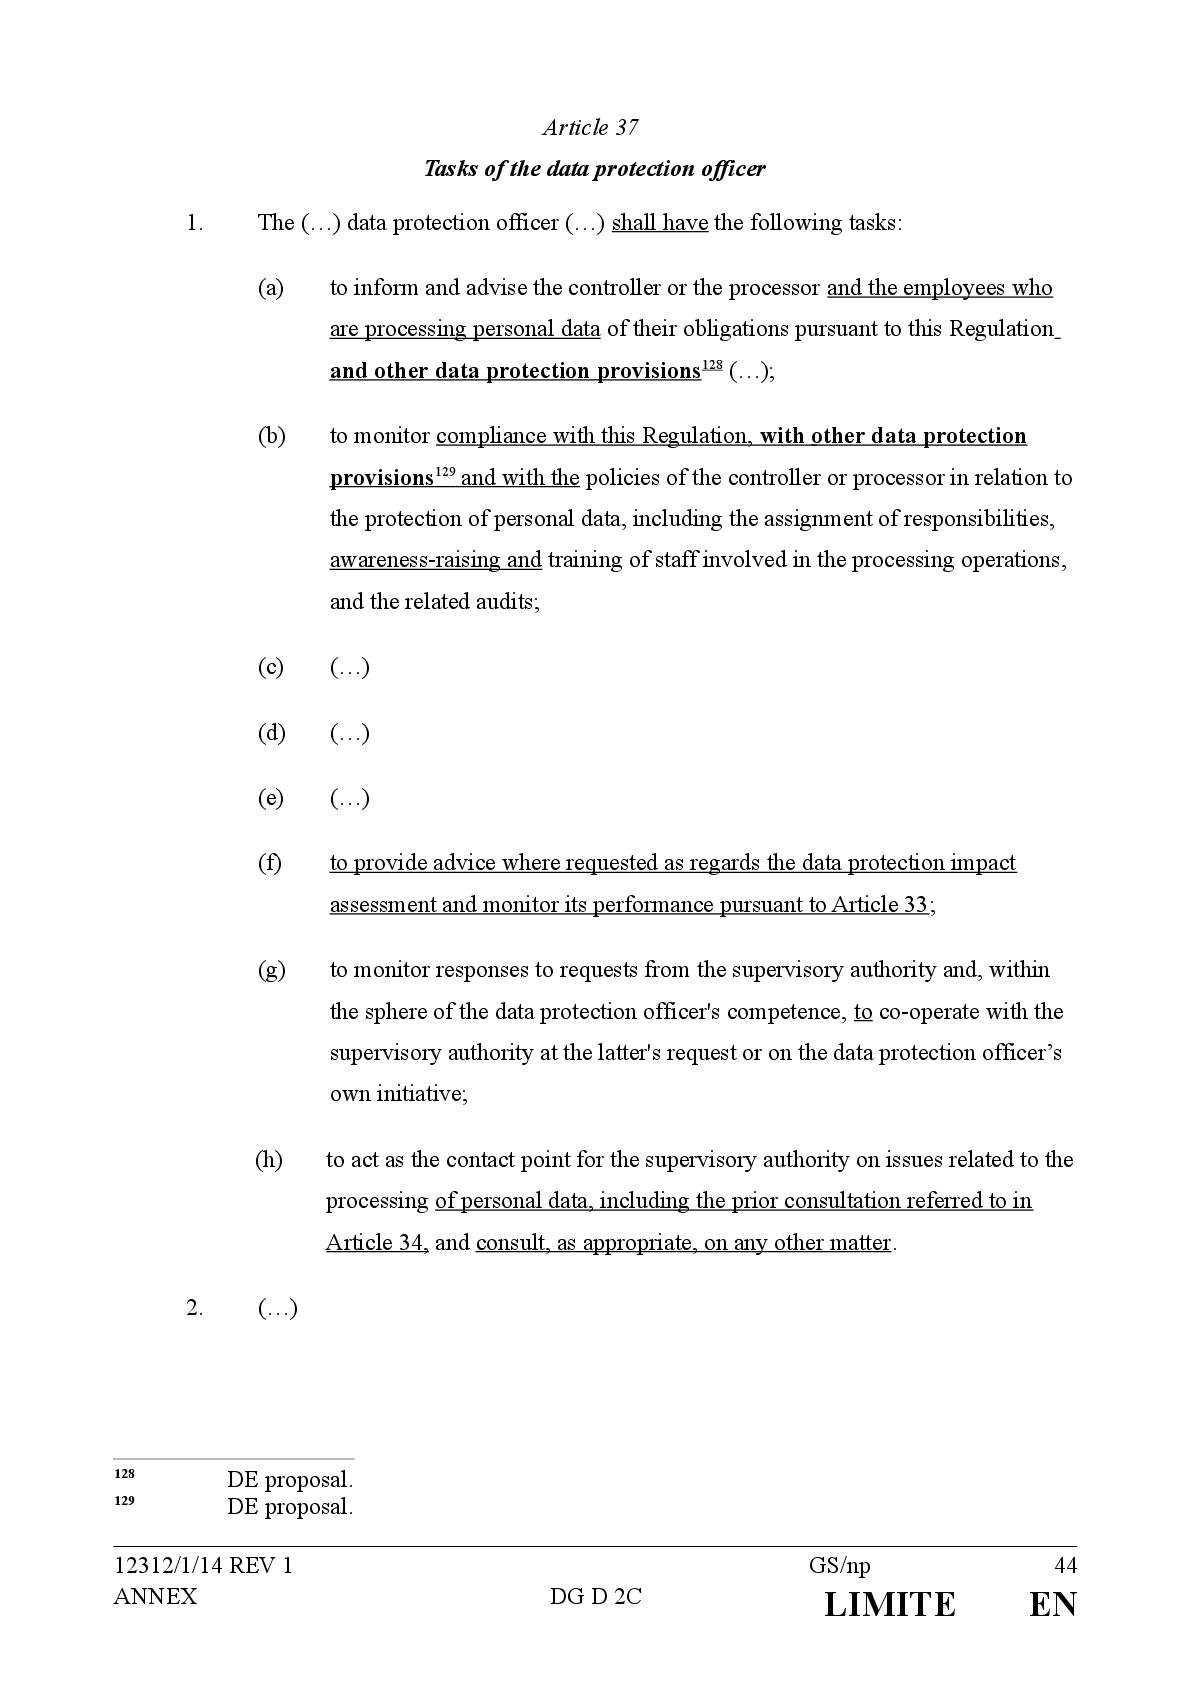 Article 37
Tasks of the data protection officer
1. The (…) data protection officer (…) shall have the following tasks:
(a) to inform and advise the controller or the processor and the employees who
are processing personal data of their obligations pursuant to this Regulation
and other data protection provisions128 (…);
(b) to monitor compliance with this Regulation, with other data protection
provisions129 and with the policies of the controller or processor in relation to
the protection of personal data, including the assignment of responsibilities,
awareness-raising and training of staff involved in the processing operations,
and the related audits;
(c) (…)
(d) (…)
(e) (…)
(f) to provide advice where requested as regards the data protection impact
assessment and monitor its performance pursuant to Article 33;
(g) to monitor responses to requests from the supervisory authority and, within
the sphere of the data protection officer's competence, to co-operate with the
supervisory authority at the latter's request or on the data protection officer’s
own initiative;
(h) to act as the contact point for the supervisory authority on issues related to the
processing of personal data, including the prior consultation referred to in
Article 34, and consult, as appropriate, on any other matter.
2. (…)
128 DE proposal.
129 DE proposal.
12312/1/14 REV 1 GS/np 44
ANNEX DG D 2C LIMITE EN